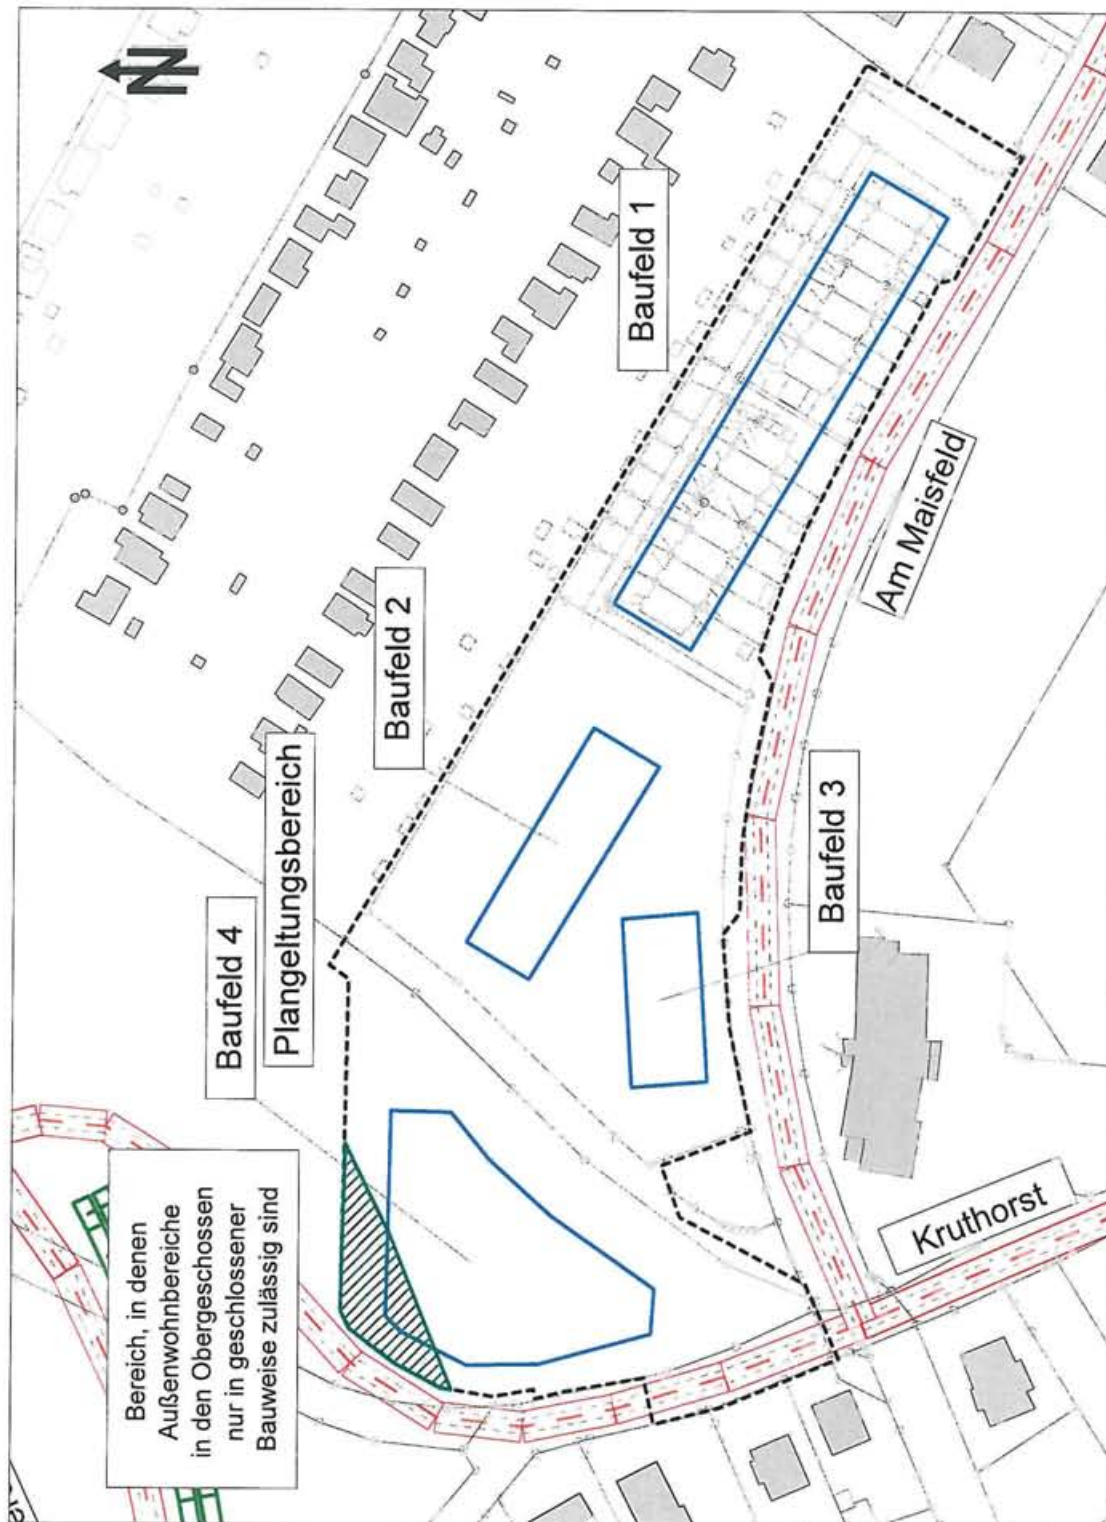 N
Bereich, in denen
Außenwohnbereiche
in den Obergeschossen
nur in geschlossener
Bauweise zulässig sind
Baufeld 4
Plangeltungsbereich
Baufeld 2
Baufeld 1
Baufeld 3
Am Maisfeld
Kruthorst